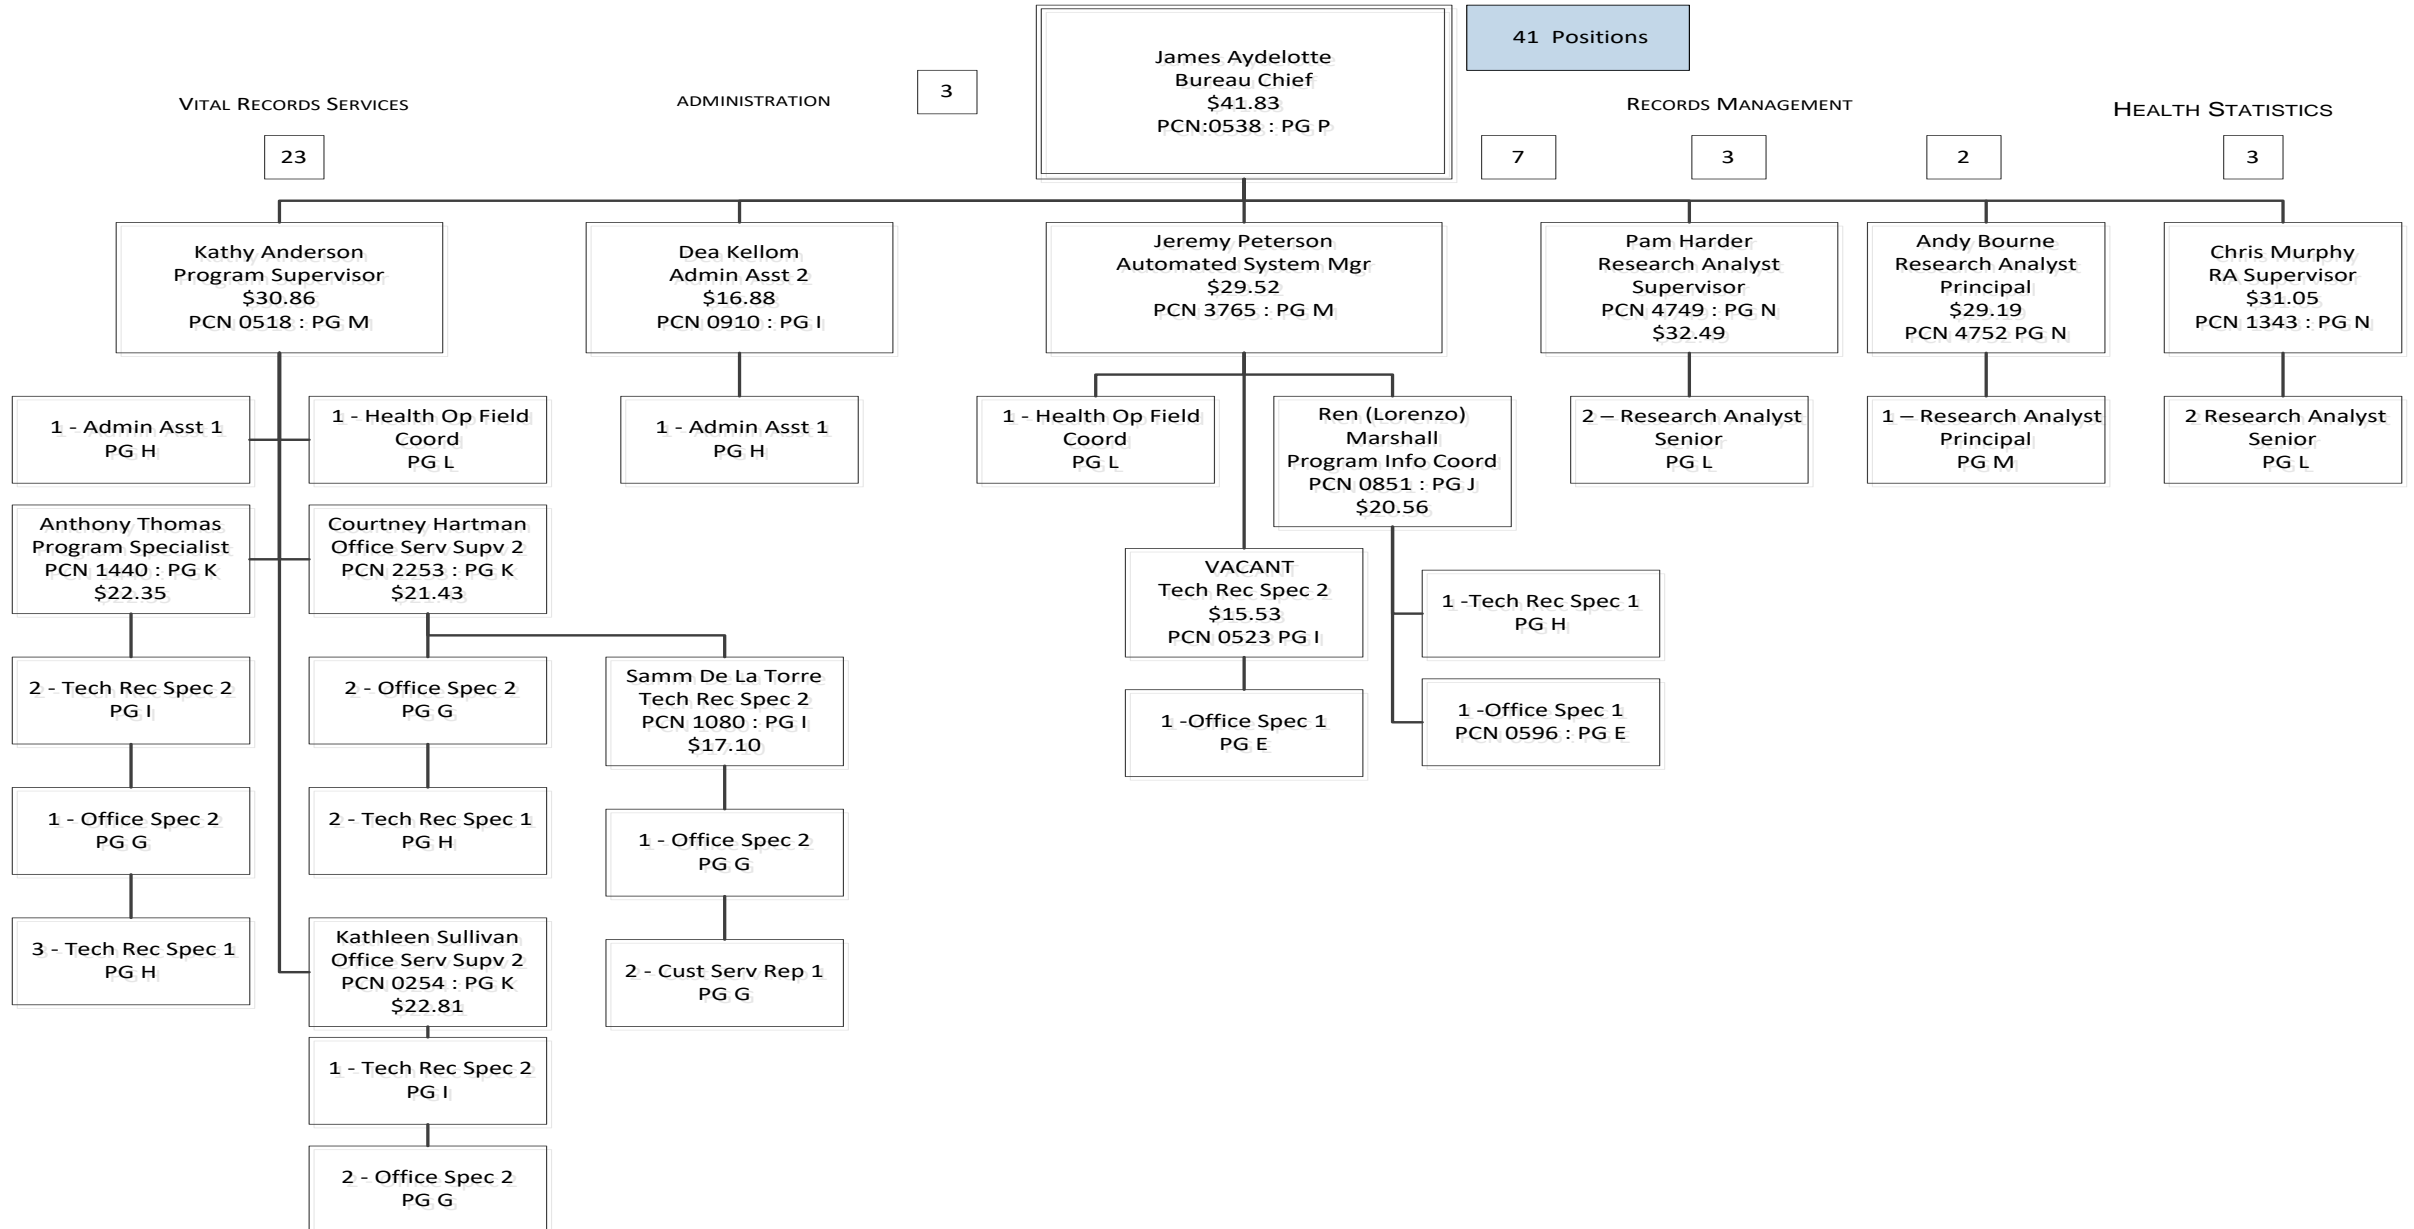 James Aydelotte
Bureau Chief
$41.83
PCN:0538 : PG P
41 Positions
VITAL RECORDS SERVICES
23
ADMINISTRATION
3
7
RECORDS MANAGEMENT
3
2
HEALTH STATISTICS
3
Kathy Anderson
Program Supervisor
$30.86
PCN 0518 : PG M
Dea Kellom
Admin Asst 2
$16.88
PCN 0910 : PG I
Jeremy Peterson
Automated System Mgr
$29.52
PCN 3765 : PG M
Pam Harder
Research Analyst
Supervisor
PCN 4749 : PG N
$32.49
Andy Bourne
Research Analyst
Principal
$29.19
PCN 4752 PG N
Chris Murphy
RA Supervisor
$31.05
PCN 1343 : PG N
1 - Admin Asst 1
PG H
1 - Health Op Field
Coord
PG L
1 - Admin Asst 1
PG H
1 - Health Op Field
Coord
PG L
Ren (Lorenzo)
Marshall
Program Info Coord
PCN 0851 : PG J
$20.56
2 – Research Analyst
Senior
PG L
1 – Research Analyst
Principal
PG M
2 Research Analyst
Senior
PG L
Anthony Thomas
Program Specialist
PCN 1440 : PG K
$22.35
Courtney Hartman
Office Serv Supv 2
PCN 2253 : PG K
$21.43
VACANT
Tech Rec Spec 2
$15.53
PCN 0523 PG I
1 -Tech Rec Spec 1
PG H
2 - Tech Rec Spec 2
PG I
2 - Office Spec 2
PG G
Samm De La Torre
Tech Rec Spec 2
PCN 1080 : PG I
$17.10
1 -Office Spec 1
PG E
1 -Office Spec 1
PCN 0596 : PG E
1 - Office Spec 2
PG G
2 - Tech Rec Spec 1
PG H
1 - Office Spec 2
PG G
3 - Tech Rec Spec 1
PG H
Kathleen Sullivan
Office Serv Supv 2
PCN 0254 : PG K
$22.81
2 - Cust Serv Rep 1
PG G
1 - Tech Rec Spec 2
PG I
2 - Office Spec 2
PG G